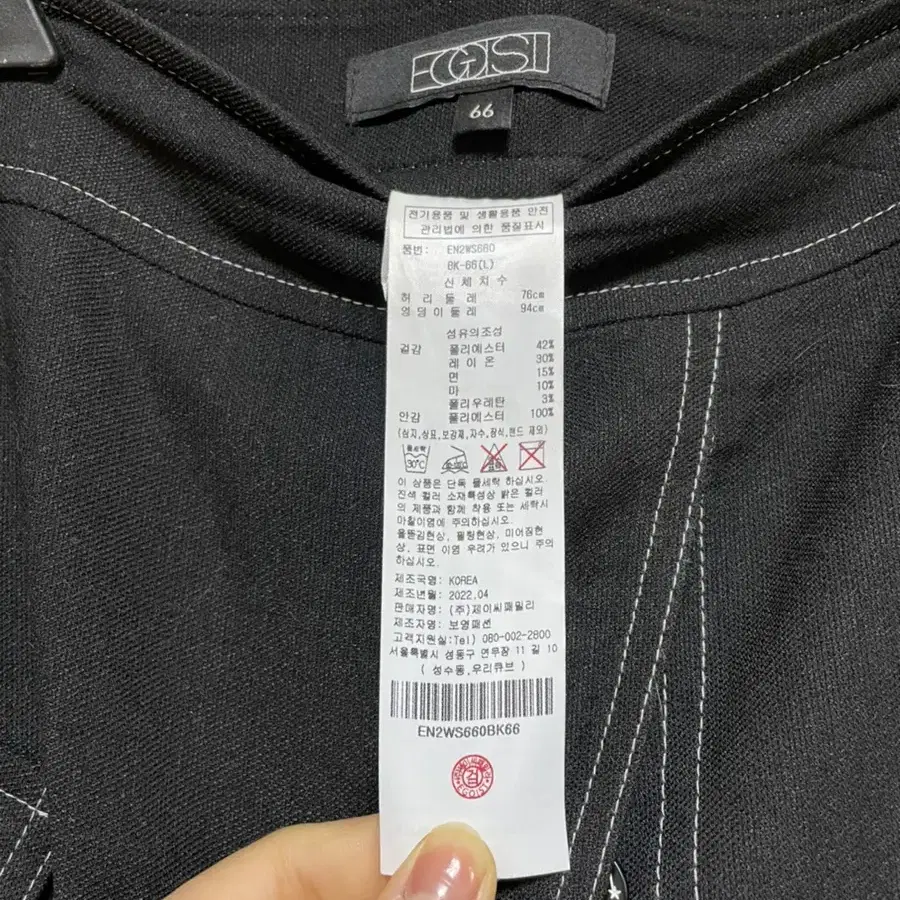 EGOIST
66
전기용품 및 생활용품 안전
관리법에 의한 품질표시
품번: EN2WS660
BK-66(L)
신체치수
허리둘레 76cm
엉덩이둘레 94cm
섬유의조성
겉감 폴리에스터 42%
레이온 30%
면 15%
마 10%
폴리우레탄 3%
안감 폴리에스터 100%
(심지,상표,보강제,자수,장식,밴드 제외)
물세탁
30℃
이 상품은 단독 물세탁 하십시오.
진색 컬러 소재특성상 밝은 컬러
의 제품과 함께 착용 또는 세탁시
마찰이염에 주의하십시오.
올뜯김현상, 필링현상, 미어짐현
상, 표면 이염 우려가 있으니 주의
하십시오.
제조국명: KOREA
제조년월: 2022.04
판매자명: (주)제이씨패밀리
제조자명: 보영패션
고객지원실:Tel) 080-002-2800
서울특별시 성동구 연무장 11 길 10
( 성수동,우리큐브 )
EN2WS660BK66
검
EGOIST